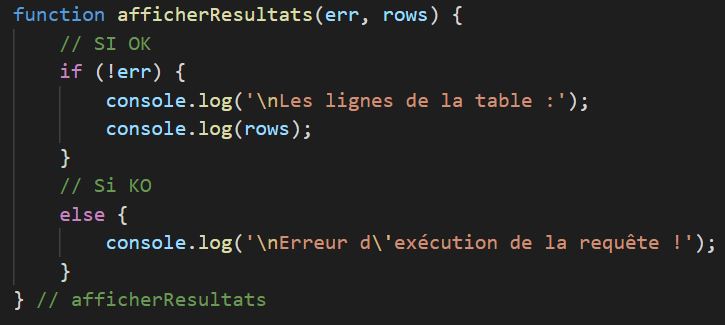 function afficherResultats(err, rows) {
    // SI OK
    if (!err) {
        console.log('\nLes lignes de la table :');
        console.log(rows);
    }
    // Si KO
    else {
        console.log('\nErreur d\'exécution de la requête !');
    }
} // afficherResultats